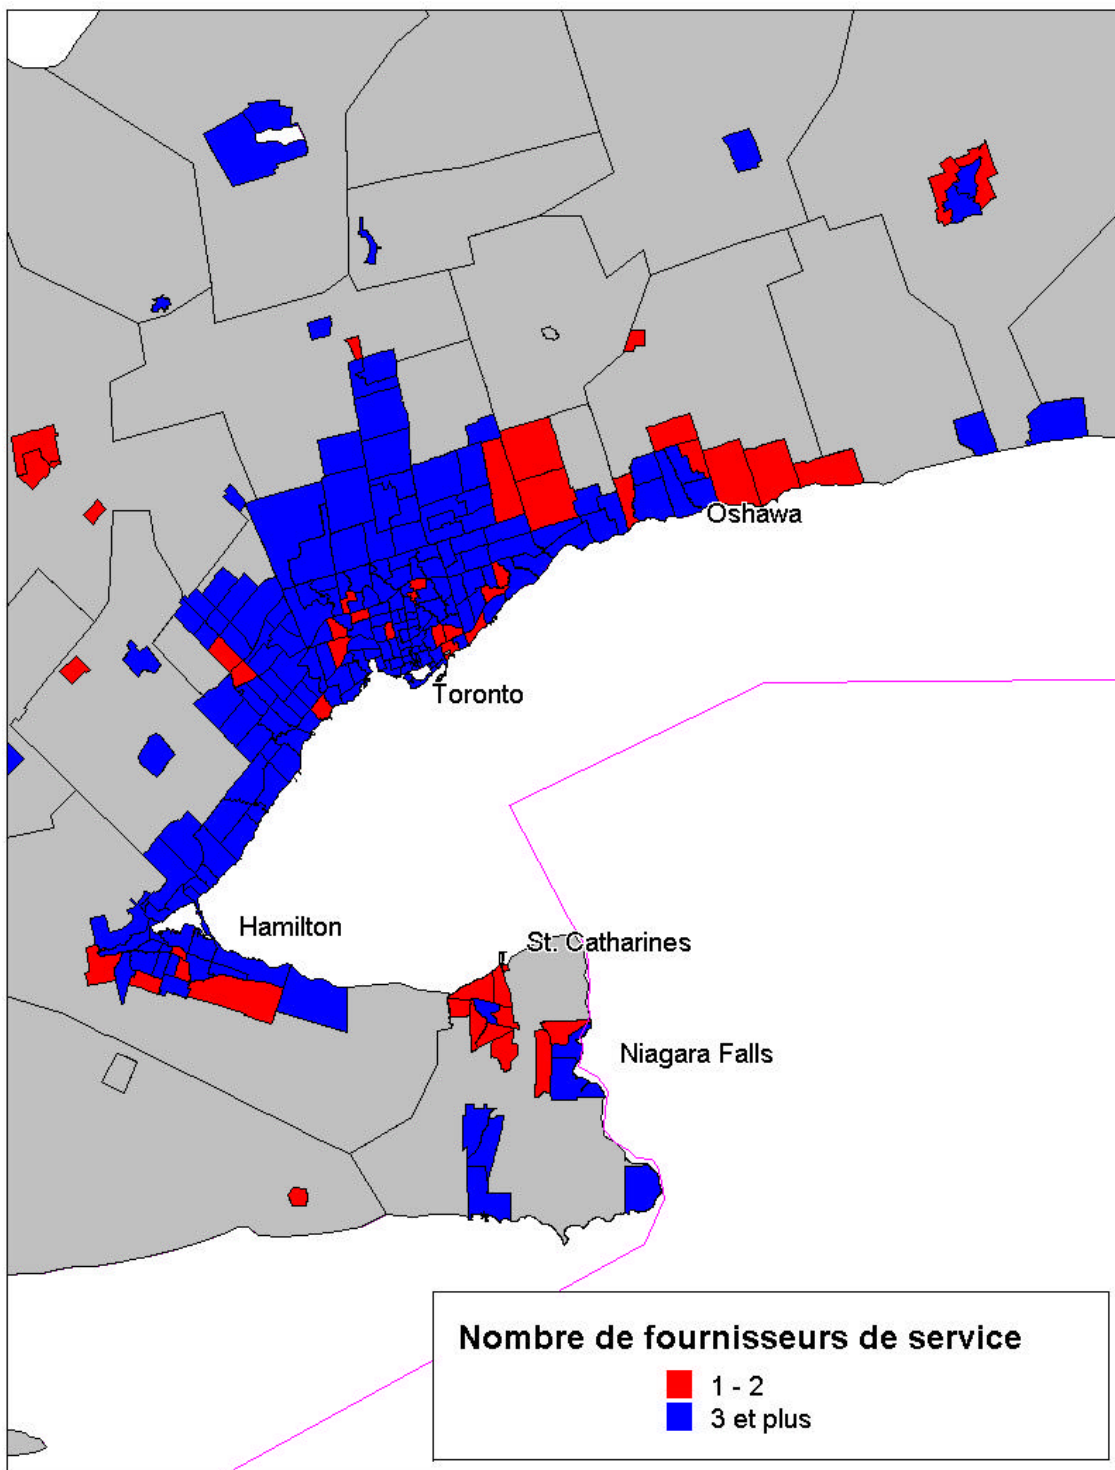 Oshawa
Toronto
Hamilton
St. Catharines
Niagara Falls
Nombre de fournisseurs de service
1 - 2
3 et plus